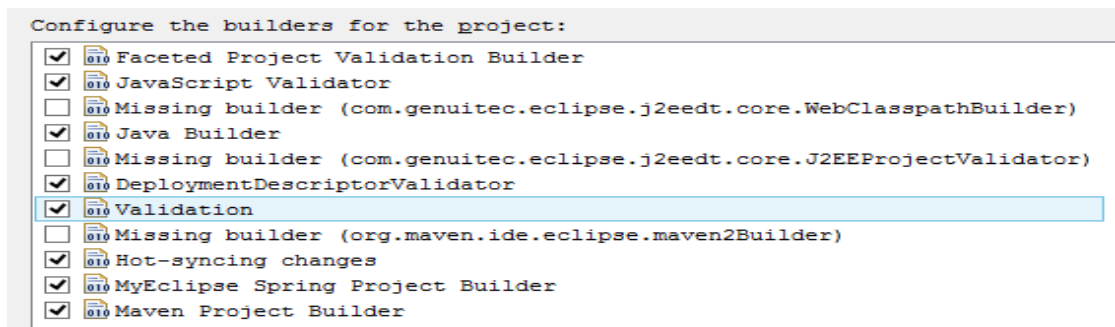 Configure the builders for the project:
Faceted Project Validation Builder
JavaScript Validator
Missing builder (com.genuitec.eclipse.j2eedt.core.WebClasspathBuilder)
Java Builder
Missing builder (com.genuitec.eclipse.j2eedt.core.J2EEProjectValidator)
DeploymentDescriptorValidator
Validation
Missing builder (org.maven.ide.eclipse.maven2Builder)
Hot-syncing changes
MyEclipse Spring Project Builder
Maven Project Builder